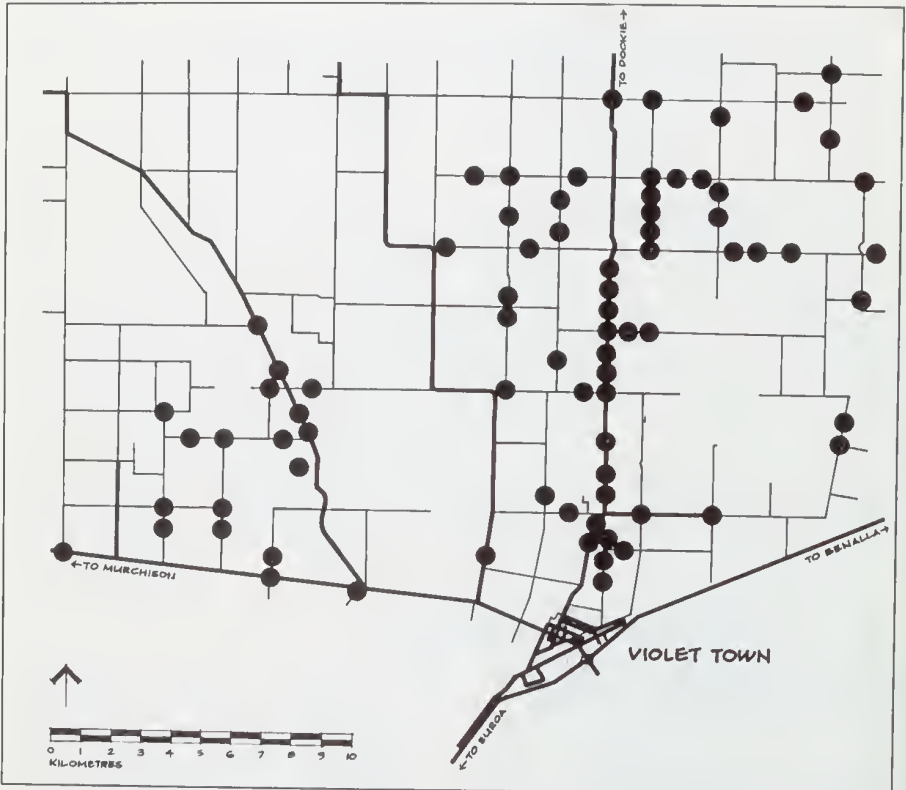 TO DOOKIE→
←TO MURCHISON
TO BENALLA→
VIOLET TOWN
←TO EUROA
0 1 2 3 4 5 6 7 8 9 10
KILOMETRES